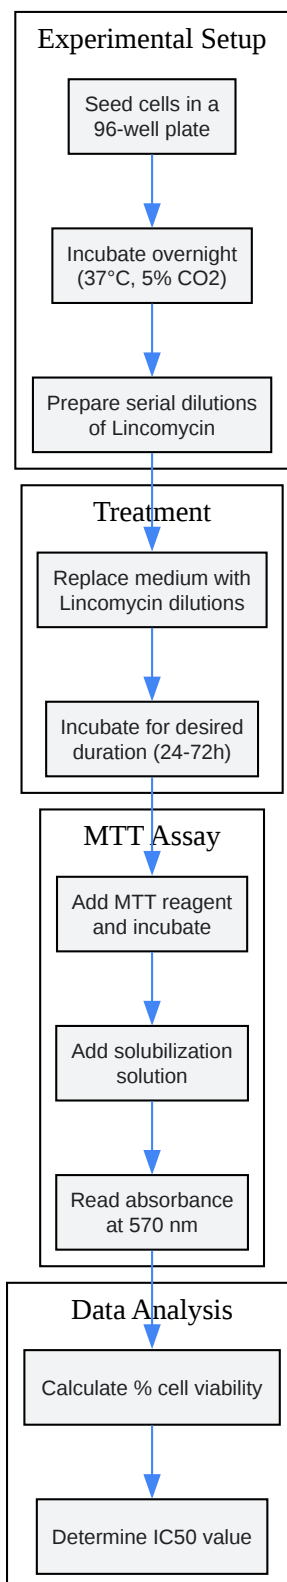 Experimental Setup
Seed cells in a
96-well plate
Incubate overnight
(37°C, 5% CO2)
Prepare serial dilutions
of Lincomycin
Treatment
Replace medium with
Lincomycin dilutions
Incubate for desired
duration (24-72h)
MTT Assay
Add MTT reagent
and incubate
Add solubilization
solution
Read absorbance
at 570 nm
Data Analysis
Calculate % cell viability
Determine IC50 value